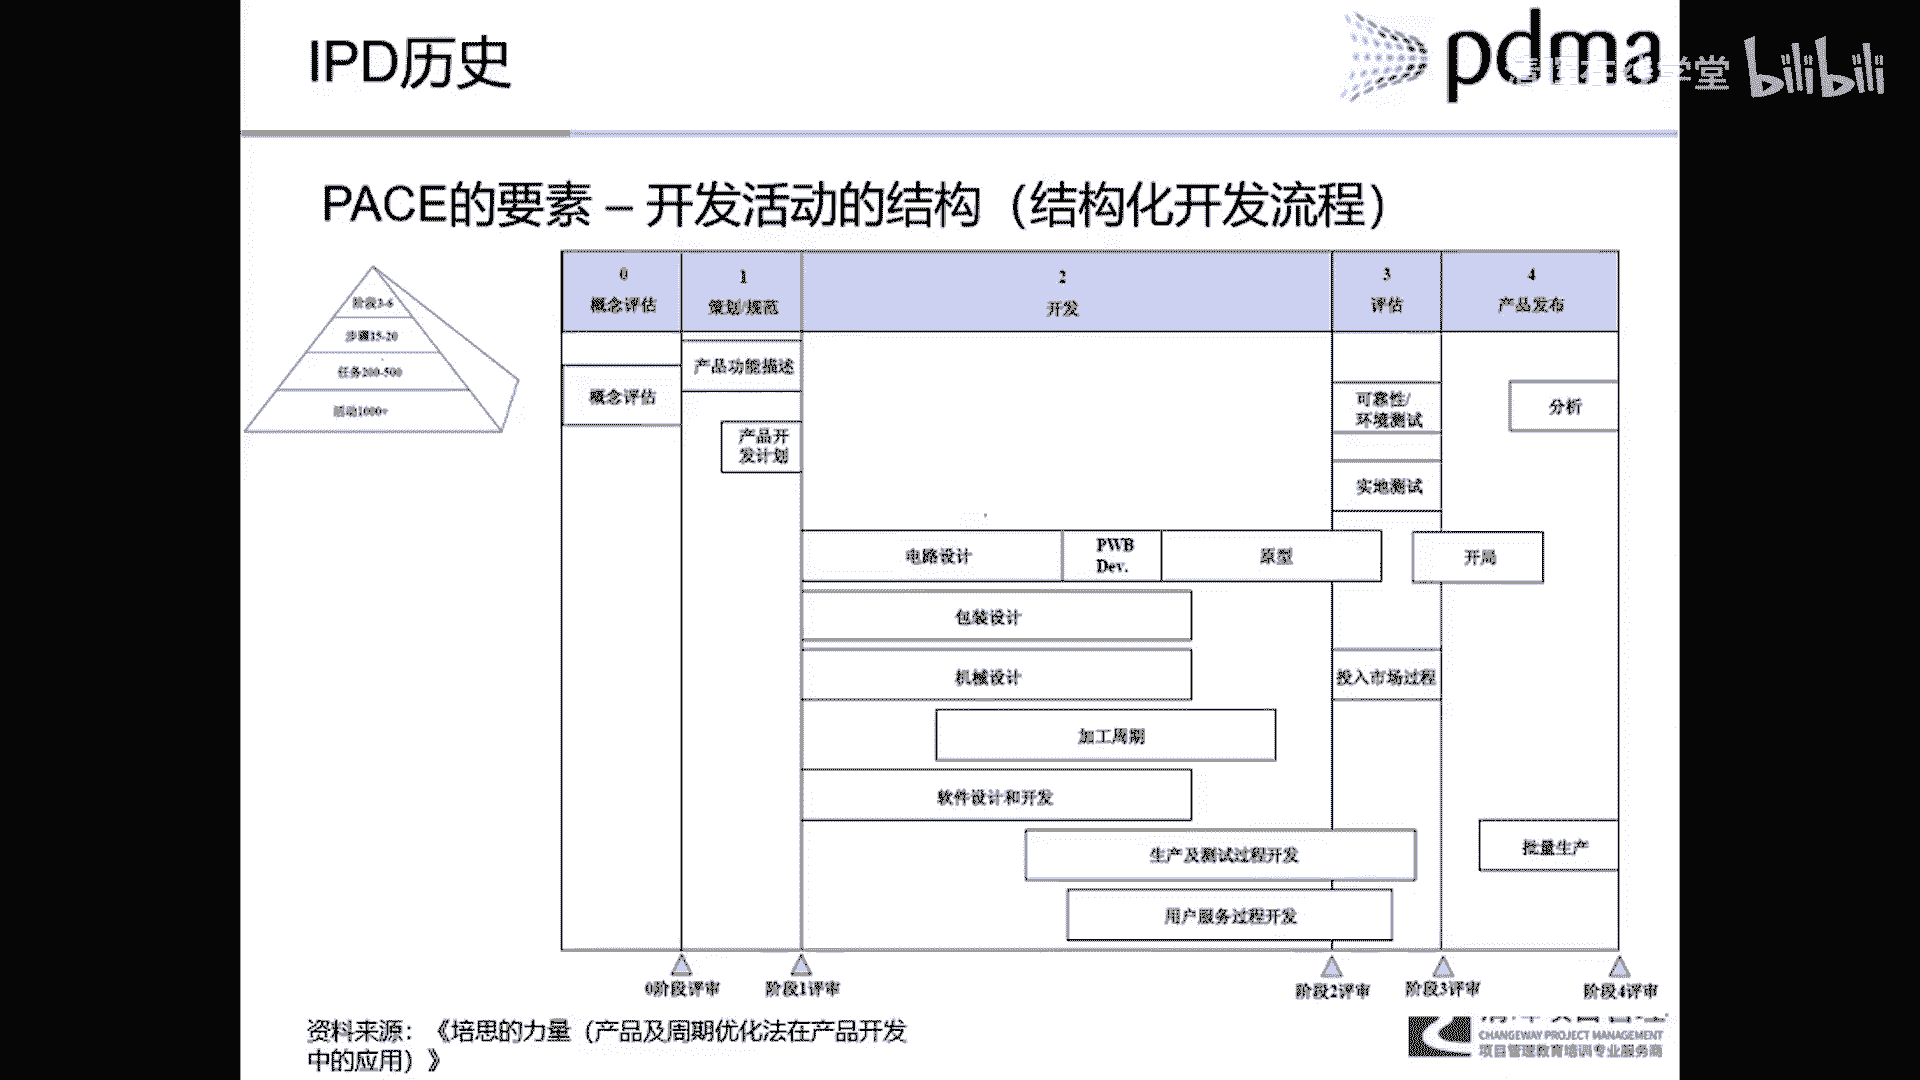 IPD历史
pdma
bilibili
PACE的要素 – 开发活动的结构（结构化开发流程）
阶段3-6
步骤15-20
任务200-500
活动1000+
0
概念评估
1
策划/规范
2
开发
3
评估
4
产品发布
概念评估
产品功能描述
产品开
发计划
可靠性/
环境测试
实地测试
分析
电路设计
PWB
Dev.
原型
开局
包装设计
机械设计
投入市场过程
加工周期
软件设计和开发
生产及测试过程开发
批量生产
用户服务过程开发
0阶段评审
阶段1评审
阶段2评审
阶段3评审
阶段4评审
资料来源：《培思的力量（产品及周期优化法在产品开发
中的应用）》
CHANGEWAY PROJECT MANAGEMENT
项目管理教育培训专业服务商